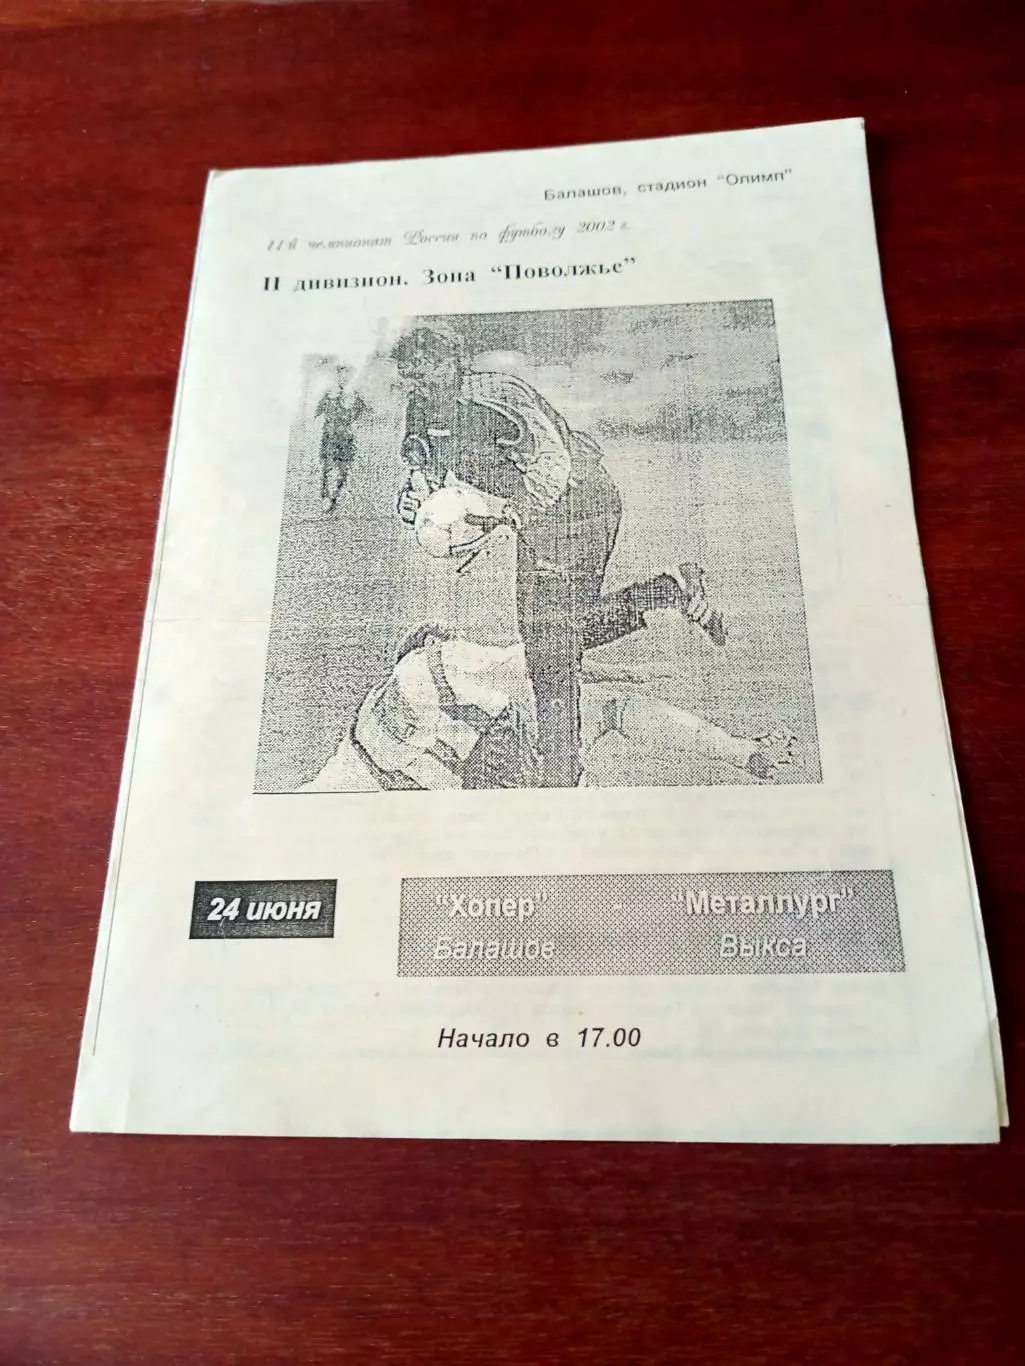 Балашов, стадион "Олимп"
11й чемпионат России по футболу 2002 г.
II дивизион. Зона "Поволжье"
24 июня
"Хопер" - "Металлург"
Балашов Выкса
Начало в 17.00